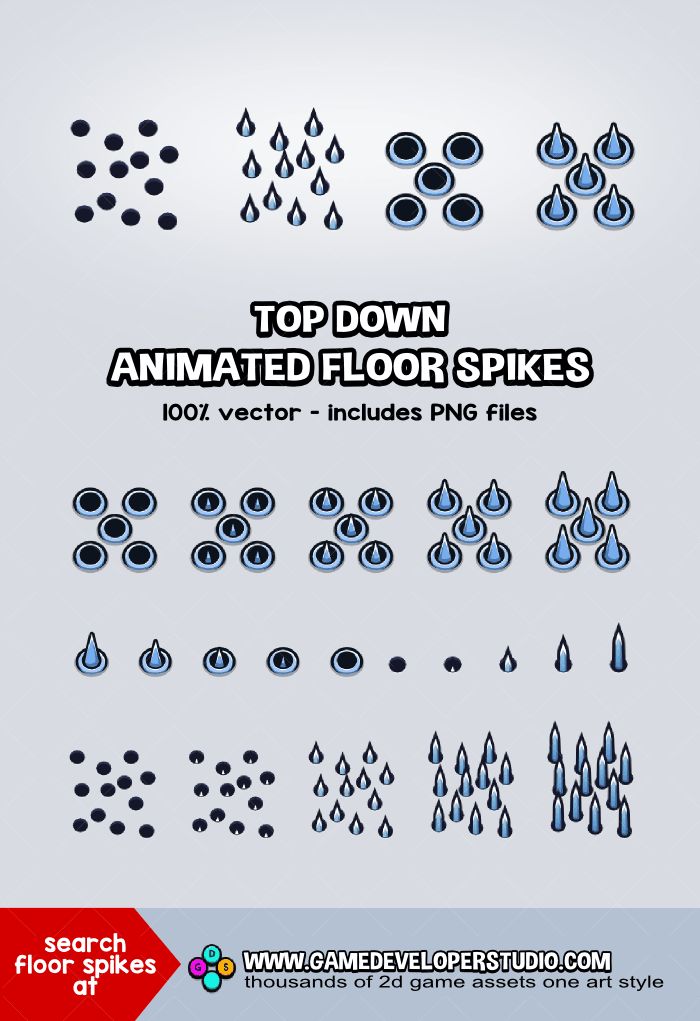 TOP DOWN
ANIMATED FLOOR SPIKES
100% vector - includes PNG files
search
floor spikes
at
D
G S
WWW.GAMEDEVELOPERSTUDIO.COM
thousands of 2d game assets one art style